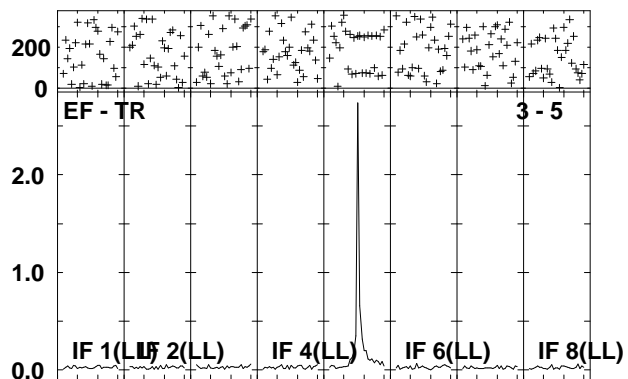 200
0
EF - TR 3 - 5
2.0
1.0
0.0
IF 1(LL) IF 2(LL) IF 4(LL) IF 6(LL) IF 8(LL)